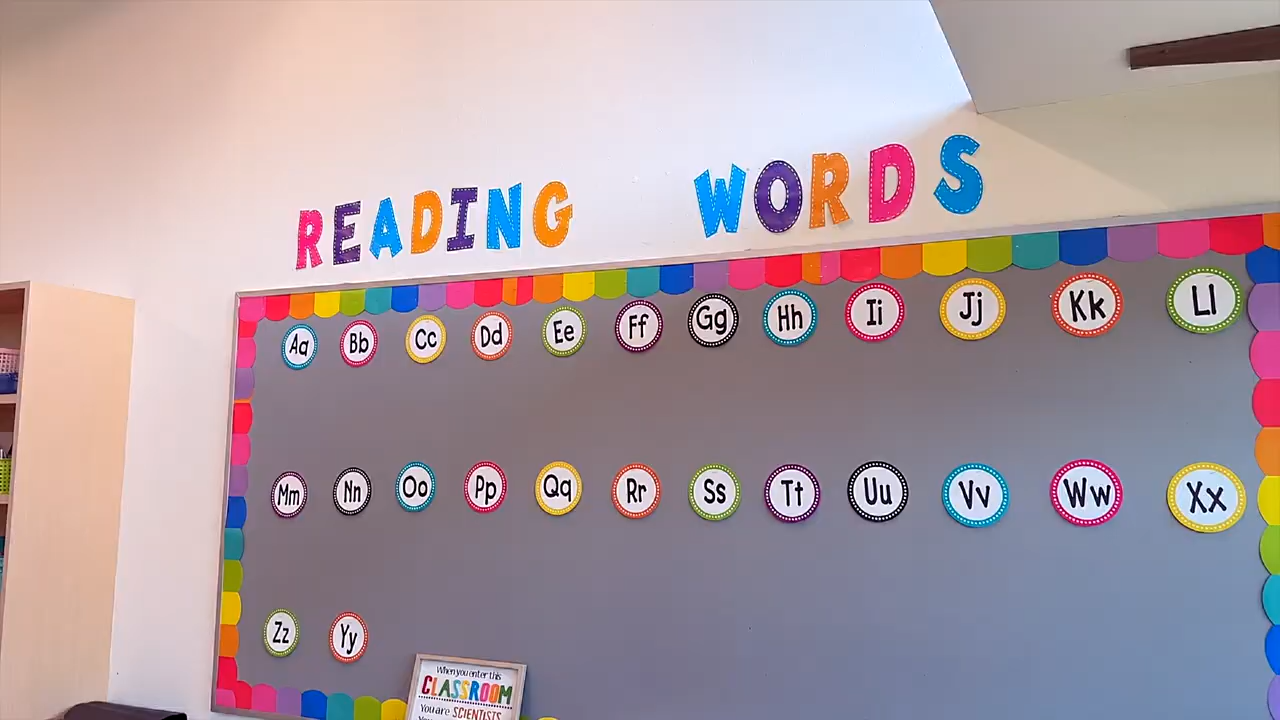 READING WORDS
Aa Bb Cc Dd Ee Ff Gg Hh Ii Jj Kk Ll
Mm Nn Oo Pp Qq Rr Ss Tt Uu Vv Ww Xx
Zz Yy
When you enter this
CLASSROOM
You are SCIENTISTS